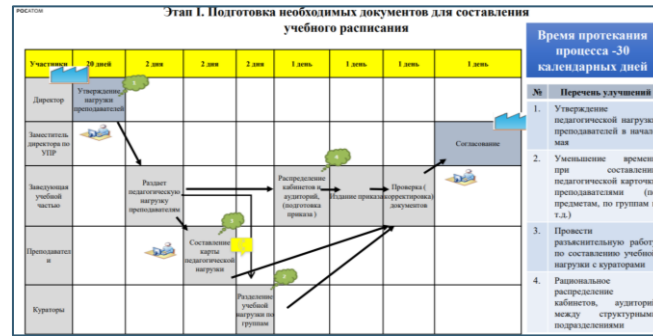 РОСАТОМ
Этап I. Подготовка необходимых документов для составления
учебного расписания
Участники
20 дней
2 дня
2 дня
2 дня
1 день
1 день
1 день
1 день
Директор
Утверждение
нагрузки
преподавателей
Заместитель
директора по
УПР
Согласование
Заведующая
учебной
частью
Раздает
педагогическую
нагрузку
преподавателям
Распределение
кабинетов и
аудиторий,
(подготовка
приказа )
Издание приказа
Проверка (
корректировка)
документов
Преподавател
и
Составление
карты
педагогической
нагрузки
Кураторы
Разделение
учебной
нагрузки по
группам
Время протекания
процесса -30
календарных дней
№ Перечень улучшений
1. Утверждение
педагогической нагрузки
преподавателей в начале
мая
2. Уменьшение времени
при составлении
педагогической карточки
преподавателями (по
предметам, по группам и
т.д.)
3. Провести
разъяснительную работу
по составлению учебной
нагрузки с кураторами
4. Рациональное
распределение
кабинетов, аудиторий
между структурными
подразделениями